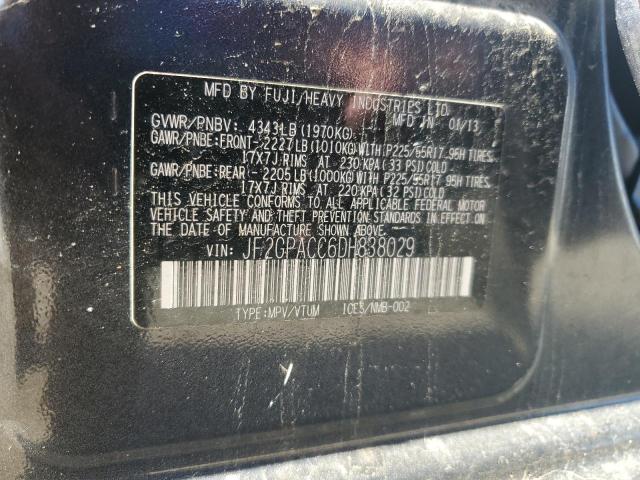 MFD BY FUJI HEAVY INDUSTRIES LTD.
GVWR/PNBV: 4343LB (1970KG) MFD IN 01/13
GAWR/PNBE:FRONT-2227LB(1010KG)WITH P225/55R17 95H TIRES,
17X7J RIMS AT 230 KPA (33 PSI) COLD
GAWR/PNBE:REAR -2205LB(1000KG)WITH P225/55R17 95H TIRES,
17X7J RIMS AT 220 KPA (32 PSI) COLD
THIS VEHICLE CONFORMS TO ALL APPLICABLE FEDERAL MOTOR
VEHICLE SAFETY AND BUMPER STANDARDS IN EFFECT ON
THE DATE OF MANUFACTURE SHOWN ABOVE.
VIN: JF2GPACC6DH838029
TYPE:MPV/VTUM ICES/NMB-002